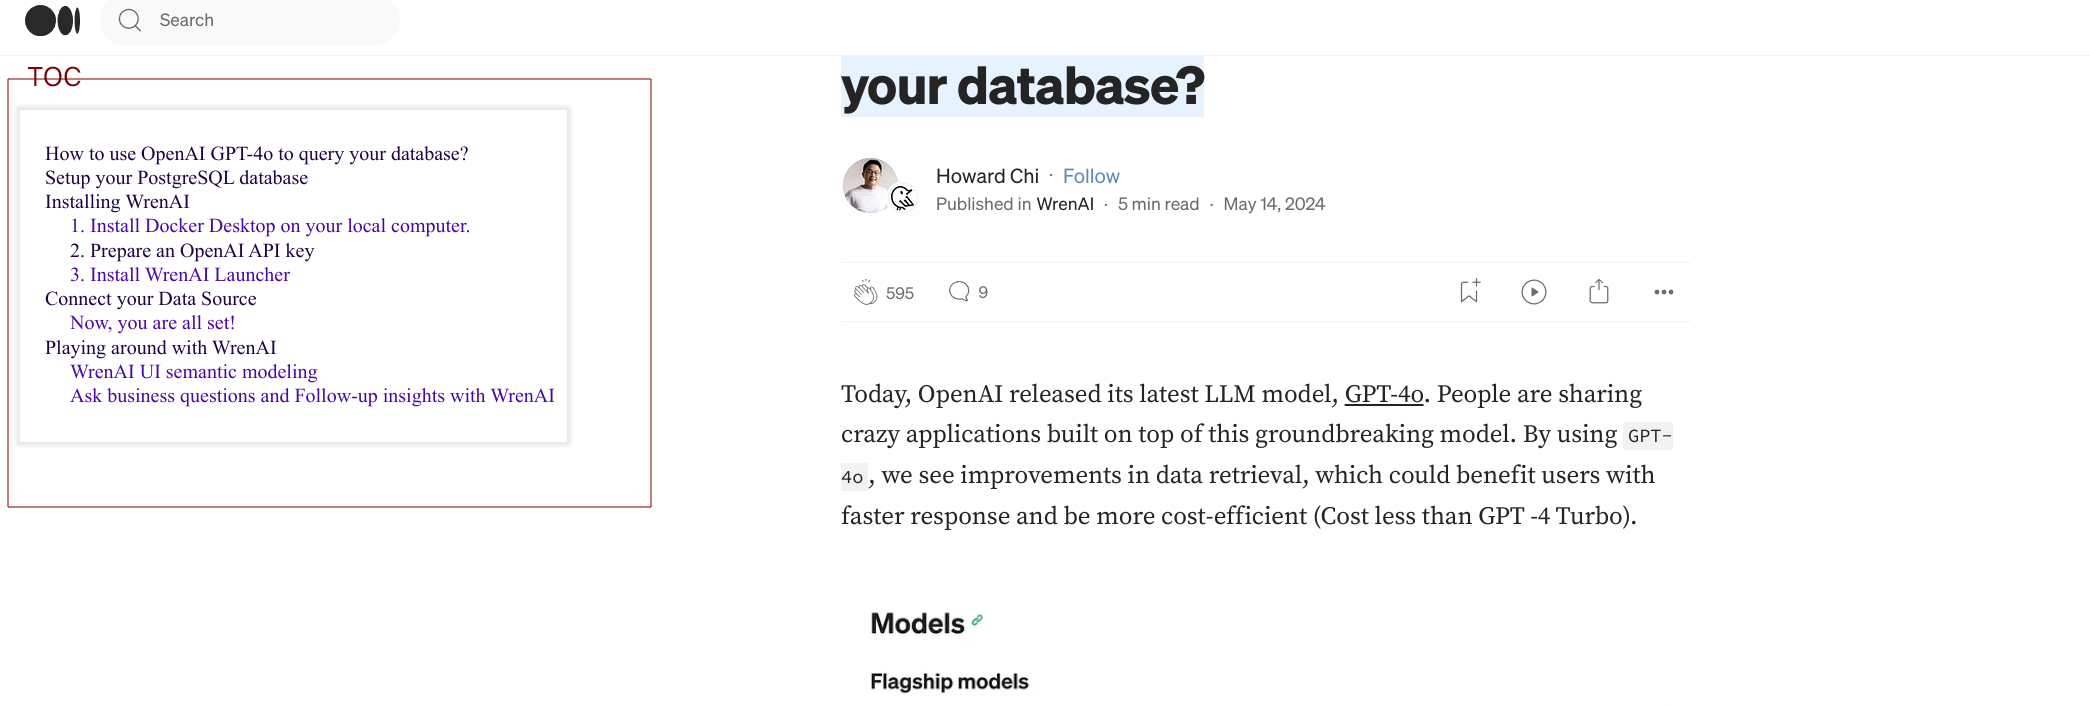 Search
TOC
How to use OpenAI GPT-4o to query your database?
Setup your PostgreSQL database
Installing WrenAI
1. Install Docker Desktop on your local computer.
2. Prepare an OpenAI API key
3. Install WrenAI Launcher
Connect your Data Source
Now, you are all set!
Playing around with WrenAI
WrenAI UI semantic modeling
Ask business questions and Follow-up insights with WrenAI
your database?
Howard Chi · Follow
Published in WrenAI · 5 min read · May 14, 2024
595 9
Today, OpenAI released its latest LLM model, GPT-4o. People are sharing
crazy applications built on top of this groundbreaking model. By using GPT-
4o, we see improvements in data retrieval, which could benefit users with
faster response and be more cost-efficient (Cost less than GPT -4 Turbo).
Models
Flagship models